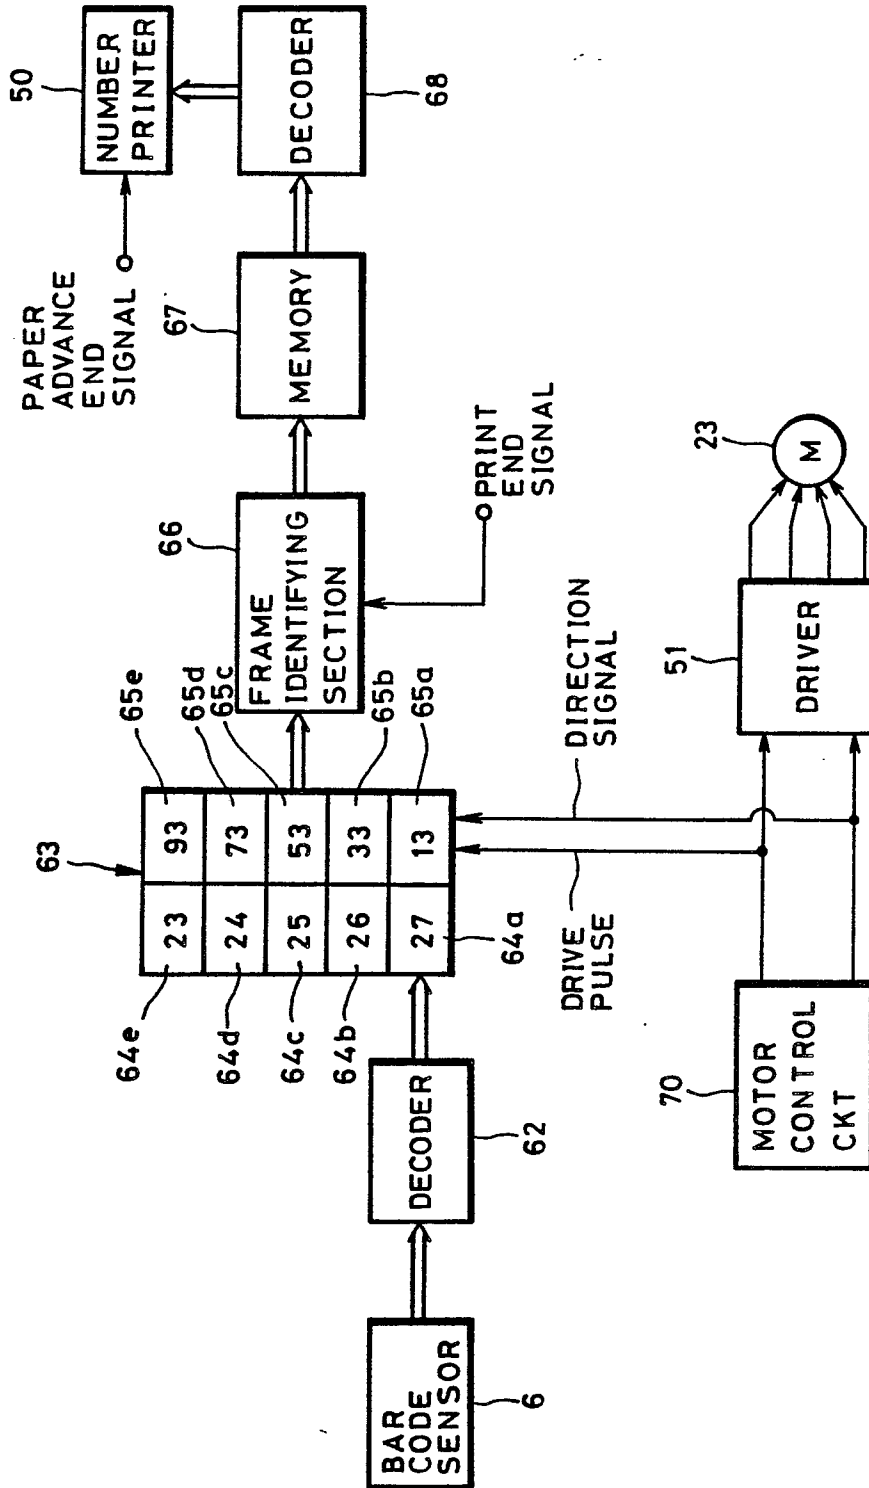 BAR
CODE
SENSOR
6
DECODER
62
63
64e
64d
64c
64b
64a
23
93
24
73
25
53
26
33
27
13
65e
65d
65c
65b
65a
FRAME
IDENTIFYING
SECTION
66
PRINT
END
SIGNAL
MEMORY
67
DECODER
68
NUMBER
PRINTER
50
PAPER
ADVANCE
END
SIGNAL
DRIVE
PULSE
DIRECTION
SIGNAL
MOTOR
CONTROL
CKT
70
DRIVER
51
M
23